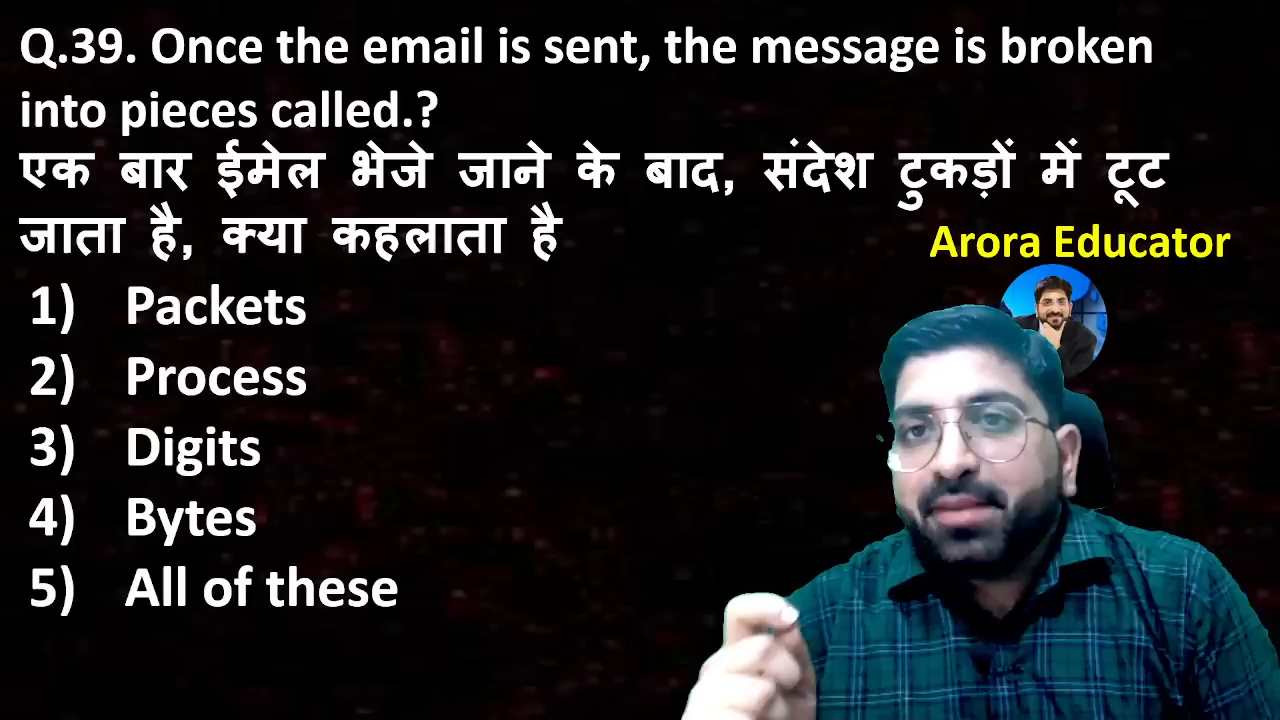 Q.39. Once the email is sent, the message is broken
into pieces called.?
एक बार ईमेल भेजे जाने के बाद, संदेश टुकड़ों में टूट
जाता है, क्या कहलाता है
Arora Educator
1) Packets
2) Process
3) Digits
4) Bytes
5) All of these